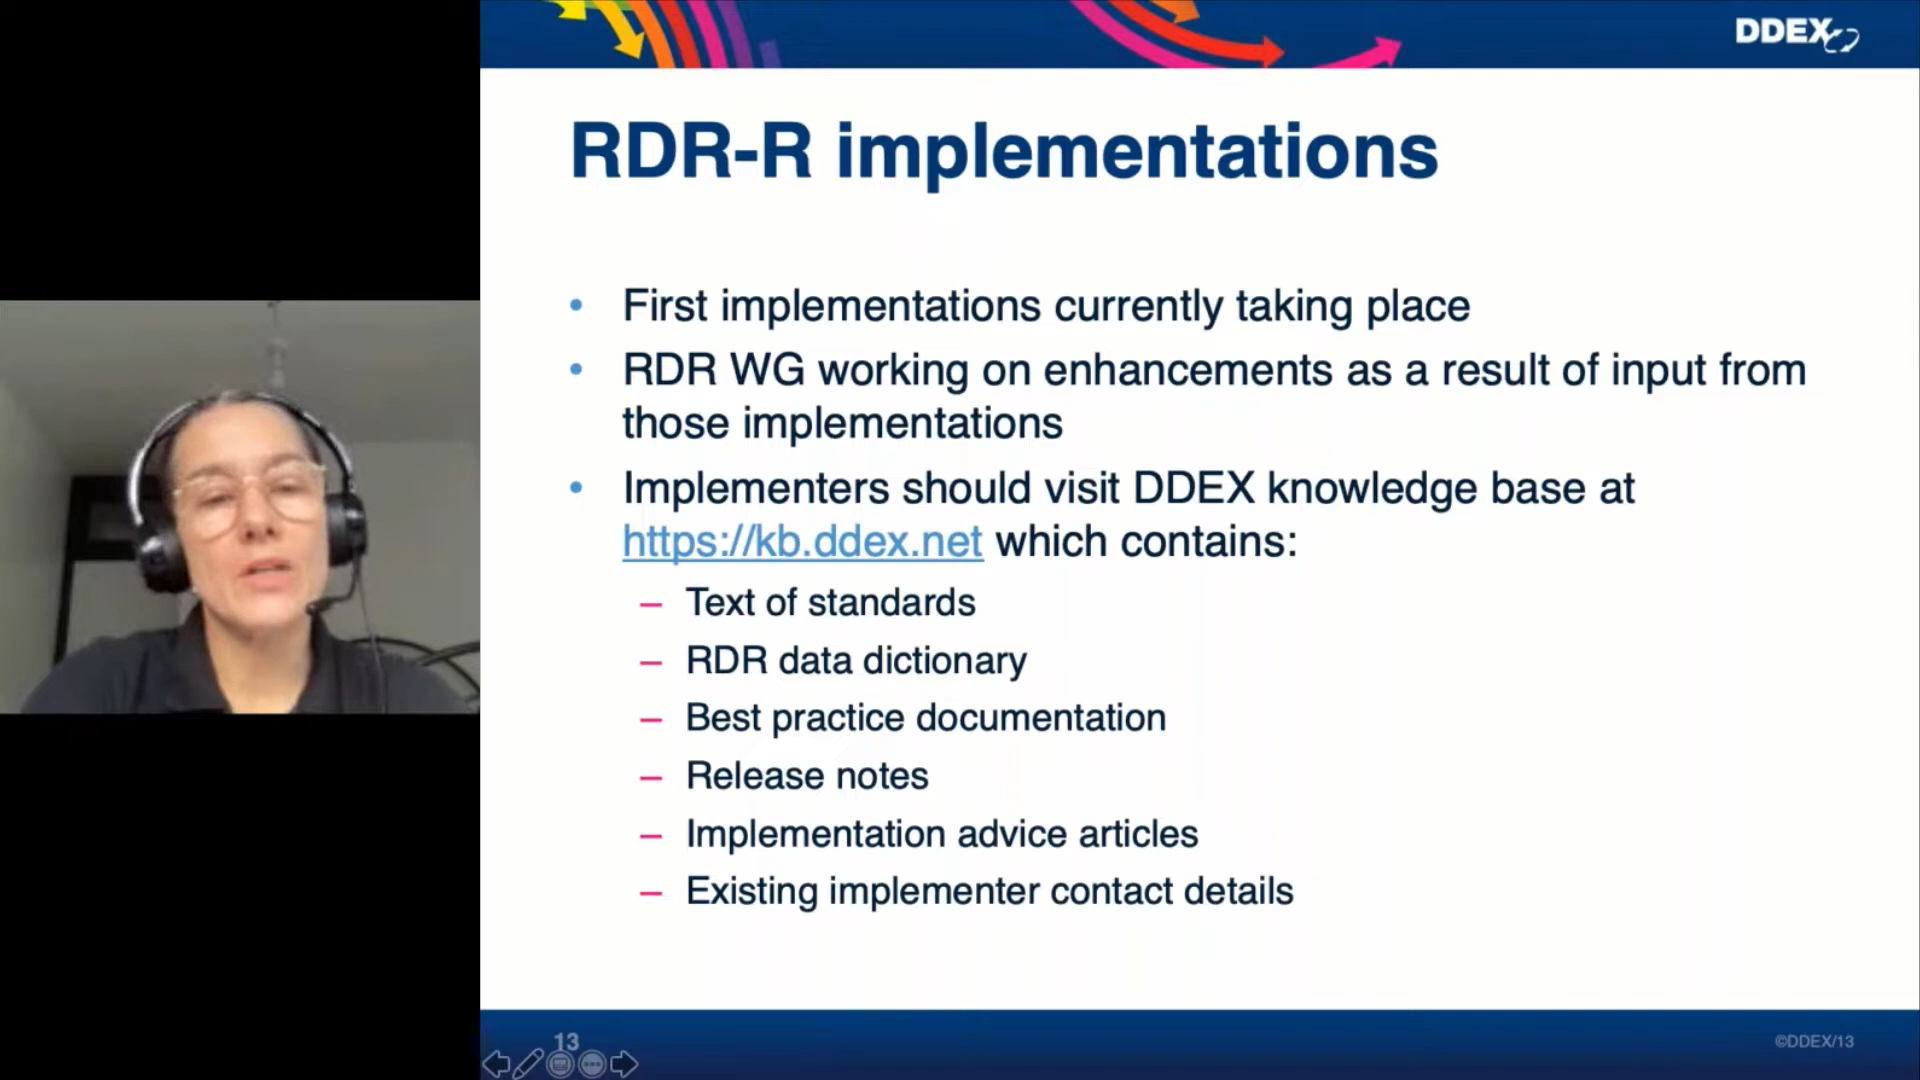 DDEX
RDR-R implementations
• First implementations currently taking place
• RDR WG working on enhancements as a result of input from
those implementations
• Implementers should visit DDEX knowledge base at
https://kb.ddex.net which contains:
– Text of standards
– RDR data dictionary
– Best practice documentation
– Release notes
– Implementation advice articles
– Existing implementer contact details
13
©DDEX/13